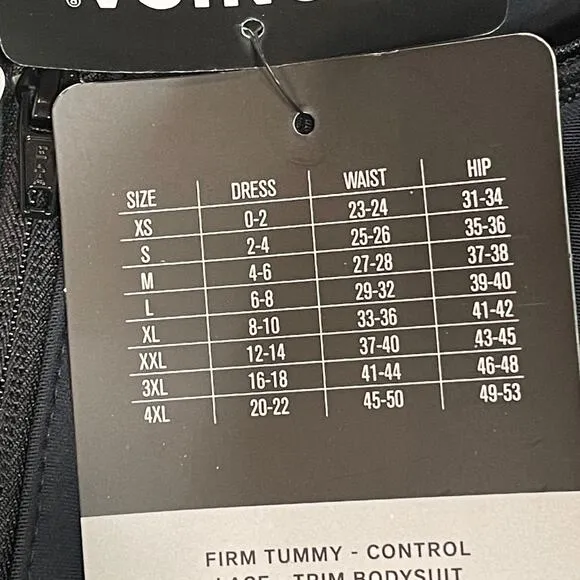 SIZE DRESS WAIST HIP
XS 0-2 23-24 31-34
S 2-4 25-26 35-36
M 4-6 27-28 37-38
L 6-8 29-32 39-40
XL 8-10 33-36 41-42
XXL 12-14 37-40 43-45
3XL 16-18 41-44 46-48
4XL 20-22 45-50 49-53
FIRM TUMMY - CONTROL
LACE - TRIM BODYSUIT